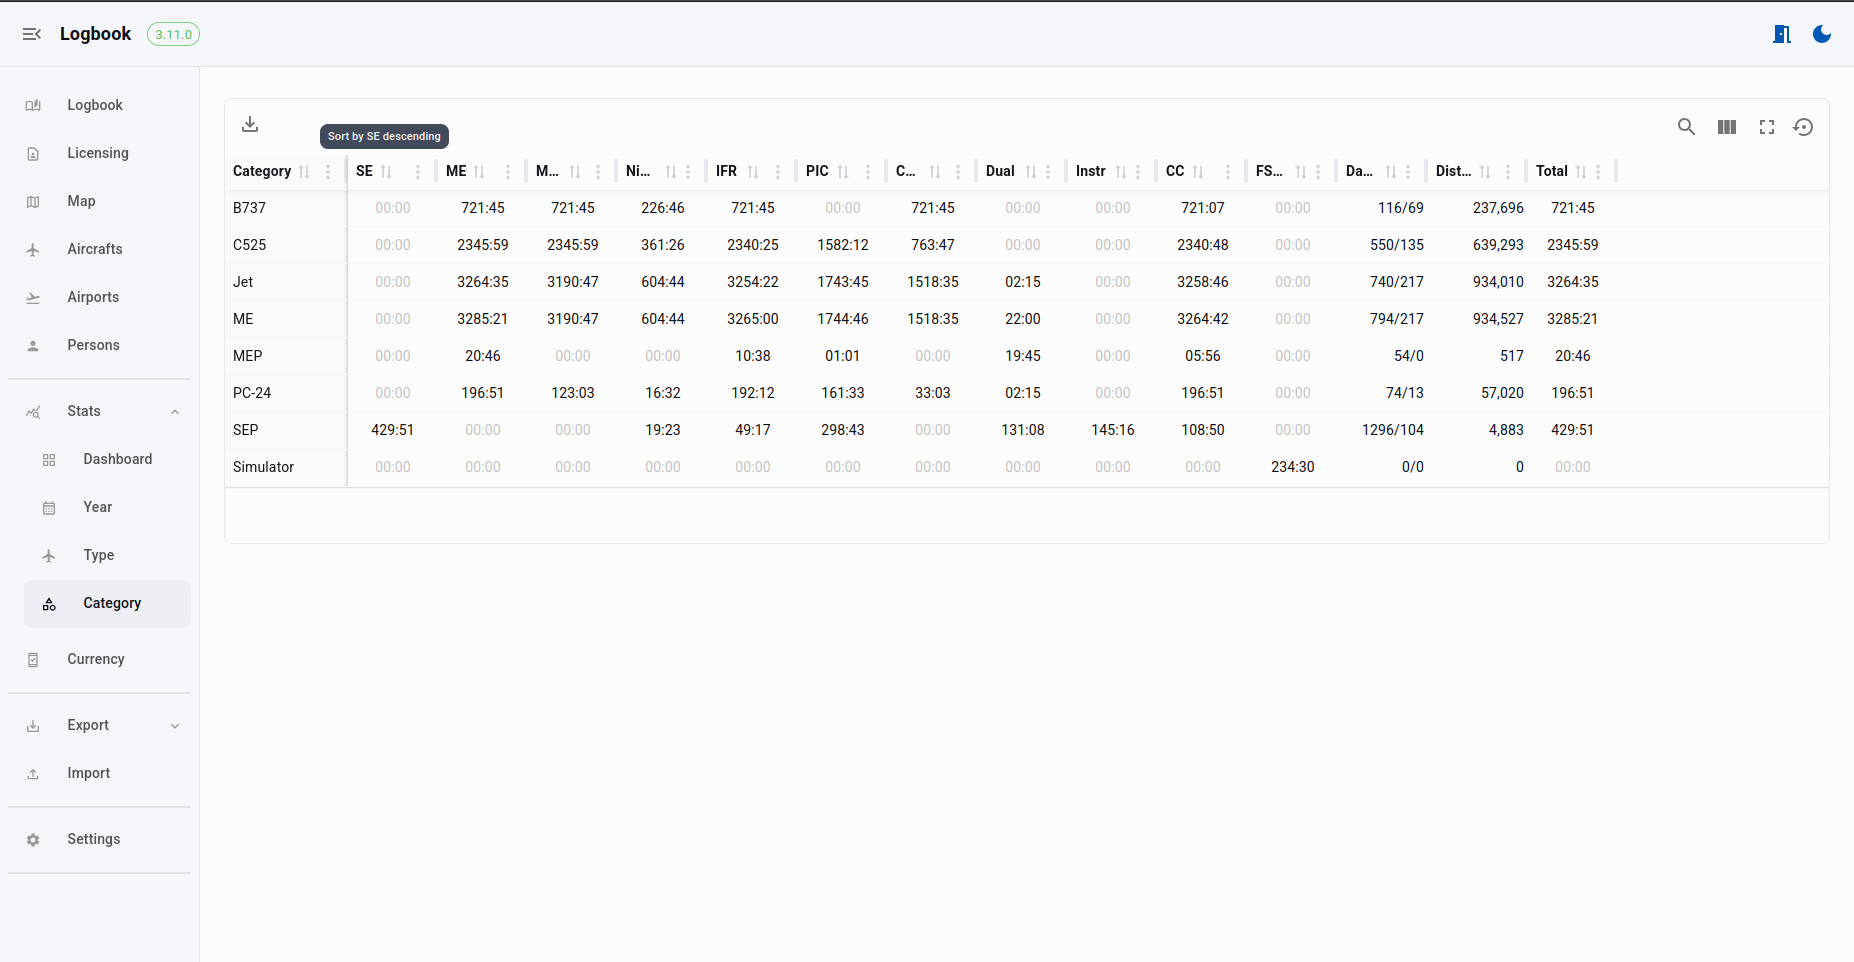 Logbook 3.11.0
Logbook
Licensing
Map
Aircrafts
Airports
Persons
Stats
Dashboard
Year
Type
Category
Currency
Export
Import
Settings
Sort by SE descending
Category SE ME M... Ni... IFR PIC C... Dual Instr CC FS... Da... Dist... Total
B737 00:00 721:45 721:45 226:46 721:45 00:00 721:45 00:00 00:00 721:07 00:00 116/69 237,696 721:45
C525 00:00 2345:59 2345:59 361:26 2340:25 1582:12 763:47 00:00 00:00 2340:48 00:00 550/135 639,293 2345:59
Jet 00:00 3264:35 3190:47 604:44 3254:22 1743:45 1518:35 02:15 00:00 3258:46 00:00 740/217 934,010 3264:35
ME 00:00 3285:21 3190:47 604:44 3265:00 1744:46 1518:35 22:00 00:00 3264:42 00:00 794/217 934,527 3285:21
MEP 00:00 20:46 00:00 00:00 10:38 01:01 00:00 19:45 00:00 05:56 00:00 54/0 517 20:46
PC-24 00:00 196:51 123:03 16:32 192:12 161:33 33:03 02:15 00:00 196:51 00:00 74/13 57,020 196:51
SEP 429:51 00:00 00:00 19:23 49:17 298:43 00:00 131:08 145:16 108:50 00:00 1296/104 4,883 429:51
Simulator 00:00 00:00 00:00 00:00 00:00 00:00 00:00 00:00 00:00 00:00 234:30 0/0 0 00:00